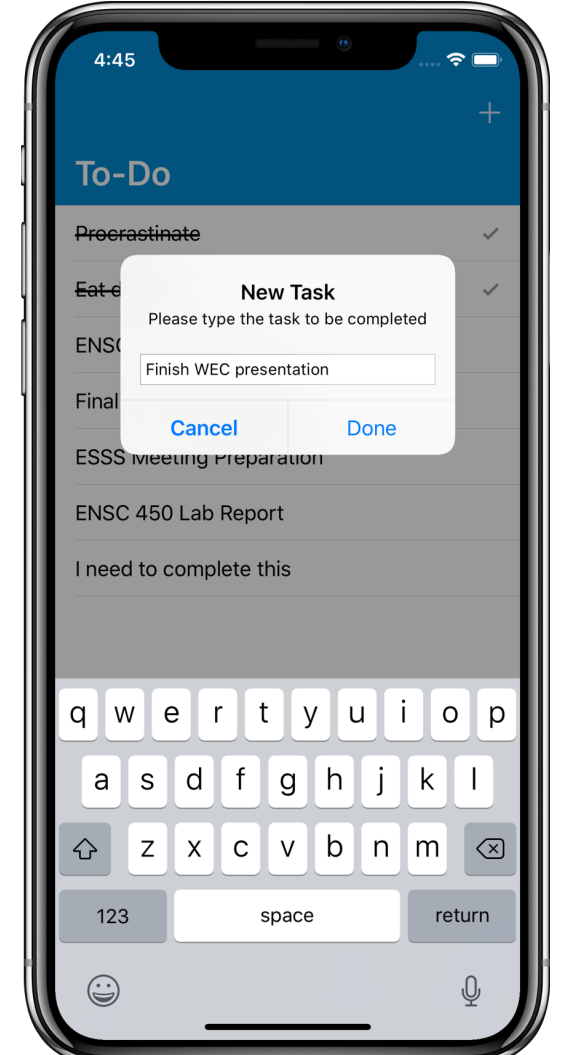 4:45
To-Do
Procrastinate
Eat
New Task
Please type the task to be completed
ENSC
Finish WEC presentation
Final
Cancel Done
ESSS Meeting Preparation
ENSC 450 Lab Report
I need to complete this
q w e r t y u i o p
a s d f g h j k l
z x c v b n m
123 space return